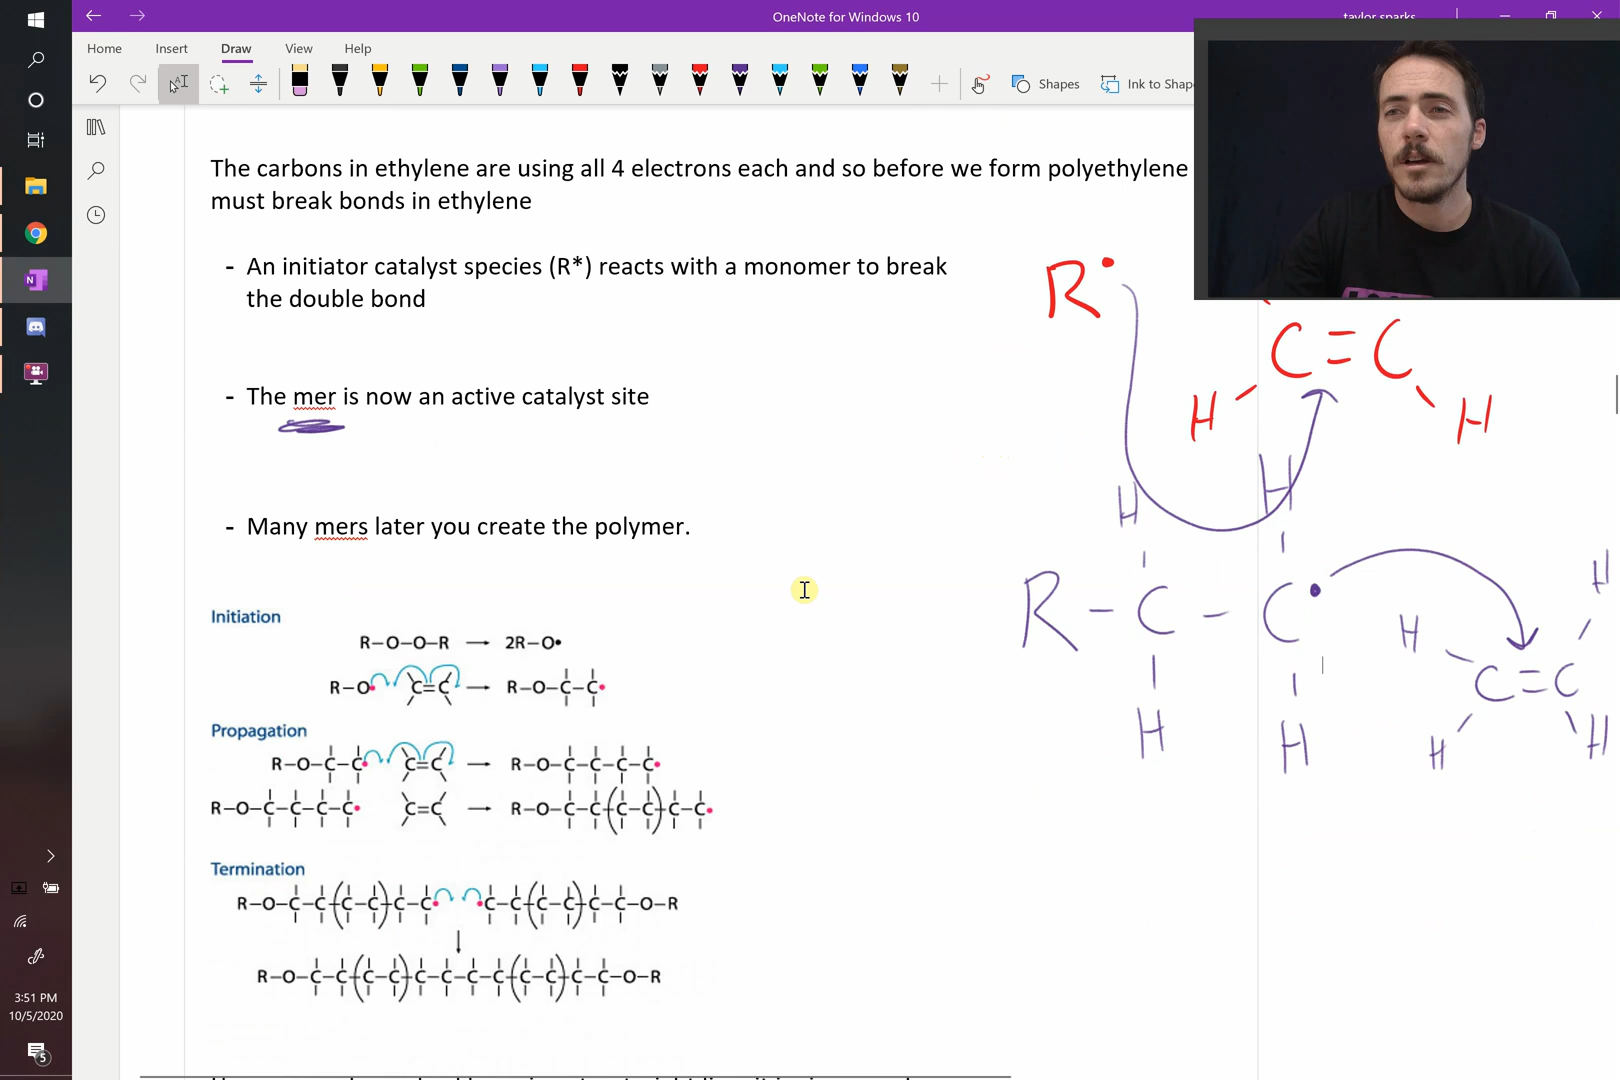 OneNote for Windows 10
taylor sparks
Home Insert Draw View Help
Shapes
Ink to Shap
The carbons in ethylene are using all 4 electrons each and so before we form polyethylene
must break bonds in ethylene
- An initiator catalyst species (R*) reacts with a monomer to break
the double bond
- The mer is now an active catalyst site
- Many mers later you create the polymer.
R•
C=C
H H
H H
R-C-C•
H H
H H
C=C
H H
Initiation
R–O–O–R → 2R–O•
R–O• C=C → R–O–C–C•
Propagation
R–O–C–C• C=C → R–O–C–C–C–C•
R–O–C–C–C–C• C=C → R–O–C–C(C–C)C–C•
Termination
R–O–C–C(C–C)C–C• •C–C(C–C)C–C–O–R
↓
R–O–C–C(C–C)C–C–C–C(C–C)C–C–O–R
3:51 PM
10/5/2020
5